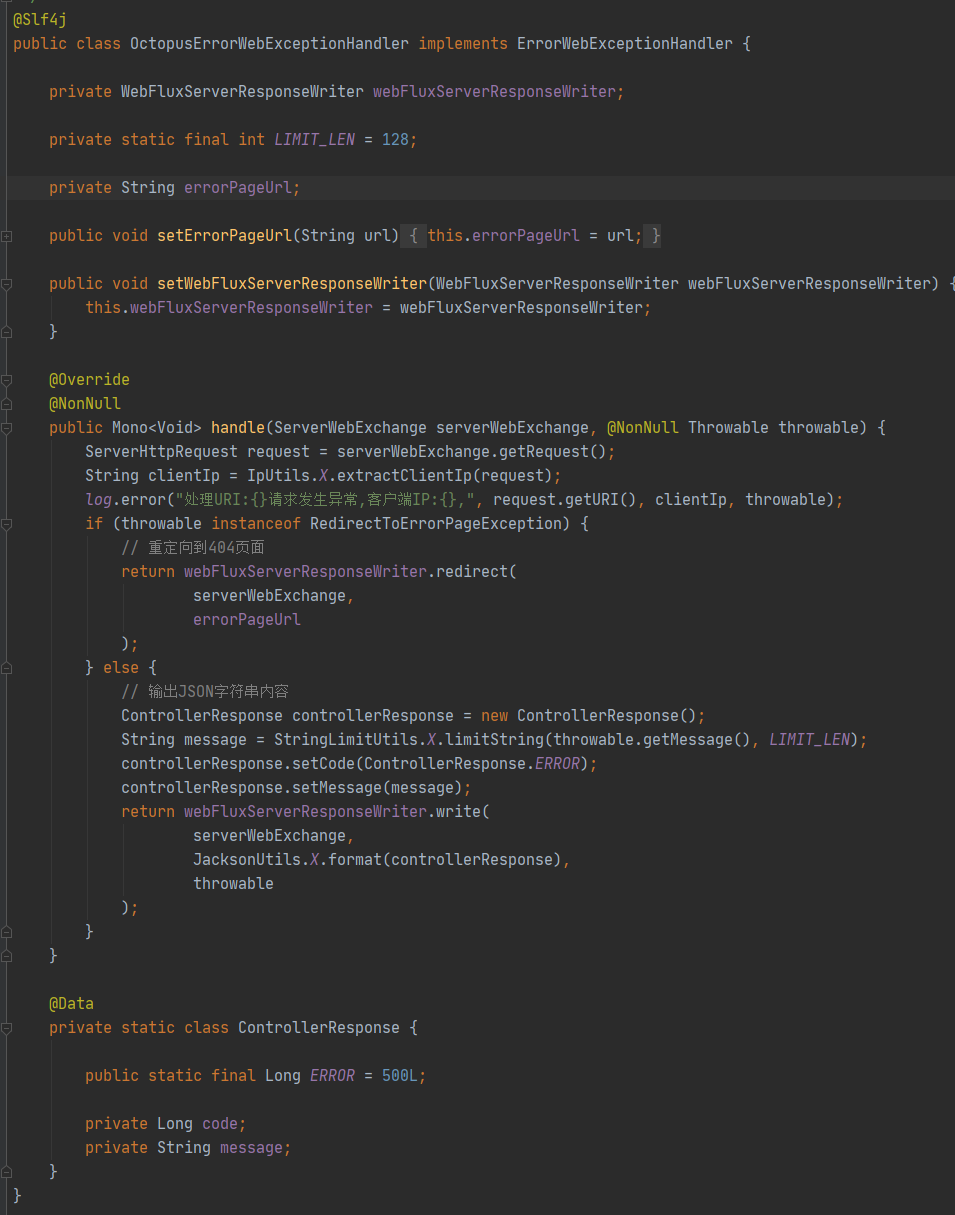 @Slf4j
public class OctopusErrorWebExceptionHandler implements ErrorWebExceptionHandler {
private WebFluxServerResponseWriter webFluxServerResponseWriter;
private static final int LIMIT_LEN = 128;
private String errorPageUrl;
public void setErrorPageUrl(String url) { this.errorPageUrl = url; }
public void setWebFluxServerResponseWriter(WebFluxServerResponseWriter webFluxServerResponseWriter) {
this.webFluxServerResponseWriter = webFluxServerResponseWriter;
}
@Override
@NonNull
public Mono<Void> handle(ServerWebExchange serverWebExchange, @NonNull Throwable throwable) {
ServerHttpRequest request = serverWebExchange.getRequest();
String clientIp = IpUtils.X.extractClientIp(request);
log.error("处理URI:{}请求发生异常,客户端IP:{},", request.getURI(), clientIp, throwable);
if (throwable instanceof RedirectToErrorPageException) {
// 重定向到404页面
return webFluxServerResponseWriter.redirect(
serverWebExchange,
errorPageUrl
);
} else {
// 输出JSON字符串内容
ControllerResponse controllerResponse = new ControllerResponse();
String message = StringLimitUtils.X.limitString(throwable.getMessage(), LIMIT_LEN);
controllerResponse.setCode(ControllerResponse.ERROR);
controllerResponse.setMessage(message);
return webFluxServerResponseWriter.write(
serverWebExchange,
JacksonUtils.X.format(controllerResponse),
throwable
);
}
}
@Data
private static class ControllerResponse {
public static final Long ERROR = 500L;
private Long code;
private String message;
}
}